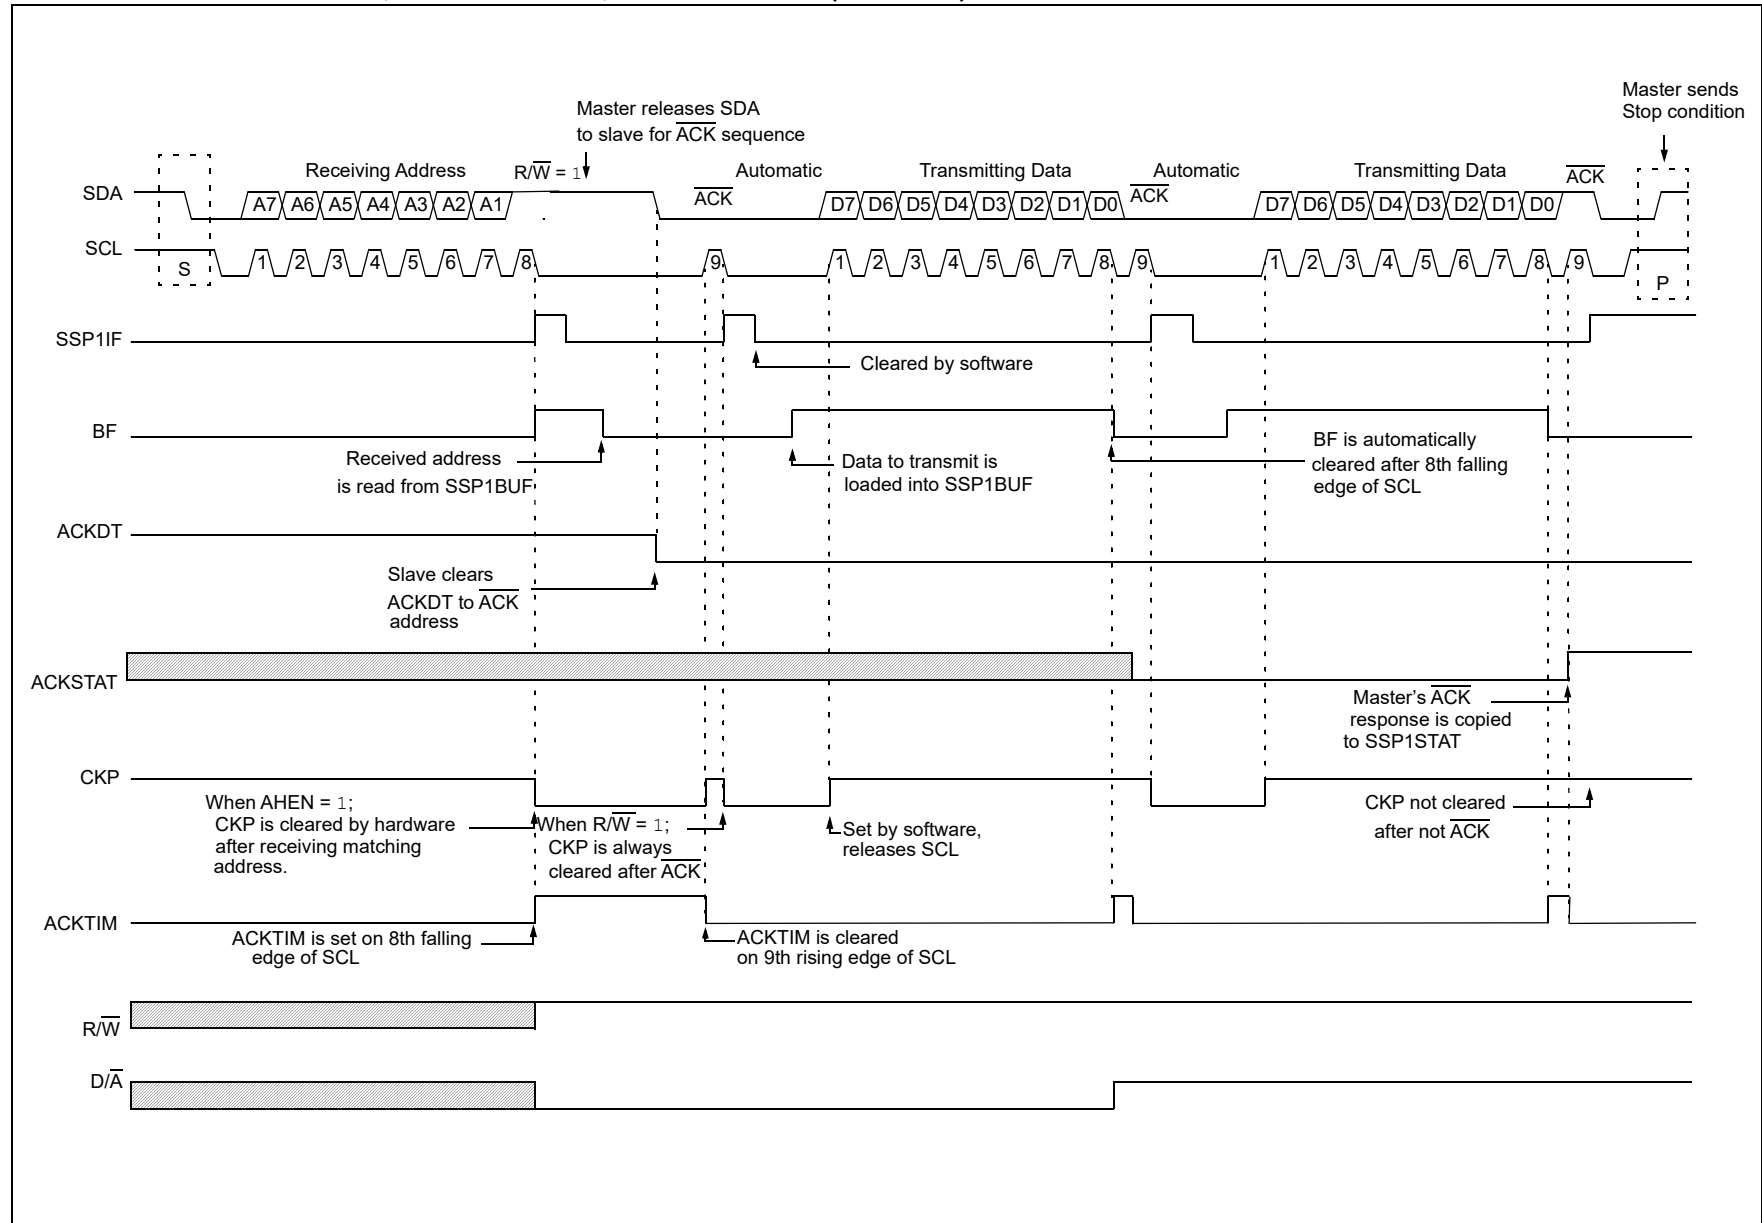 Master sends
Stop condition
Master releases SDA
to slave for ACK sequence
Receiving Address R/W = 1 Automatic Transmitting Data Automatic Transmitting Data ACK
SDA A7 A6 A5 A4 A3 A2 A1 ACK D7 D6 D5 D4 D3 D2 D1 D0 ACK D7 D6 D5 D4 D3 D2 D1 D0
SCL S 1 2 3 4 5 6 7 8 9 1 2 3 4 5 6 7 8 9 1 2 3 4 5 6 7 8 9 P
SSP1IF
Cleared by software
BF
Received address
is read from SSP1BUF
Data to transmit is
loaded into SSP1BUF
BF is automatically
cleared after 8th falling
edge of SCL
ACKDT
Slave clears
ACKDT to ACK
address
ACKSTAT
Master's ACK
response is copied
to SSP1STAT
CKP
When AHEN = 1;
CKP is cleared by hardware
after receiving matching
address.
When R/W = 1;
CKP is always
cleared after ACK
Set by software,
releases SCL
CKP not cleared
after not ACK
ACKTIM
ACKTIM is set on 8th falling
edge of SCL
ACKTIM is cleared
on 9th rising edge of SCL
R/W
D/A